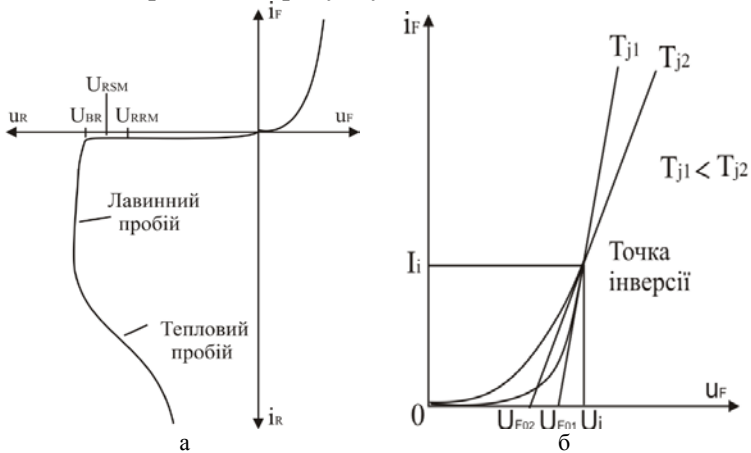 iF
URSM
uR
UBR
URRM
uF
Лавинний
пробій
Тепловий
пробій
iR
а
iF
Tj1
Tj2
Tj1 < Tj2
Ii
Точка
інверсії
0
UF02
UF01
Ui
uF
б